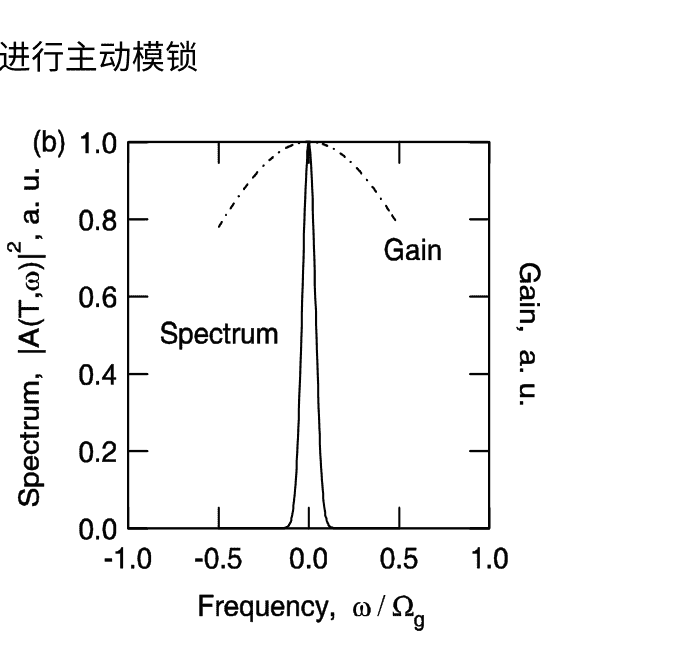 进行主动模锁
(b)
1.0
0.8
0.6
0.4
0.2
0.0
Spectrum, |A(T,ω)|², a. u.
Gain
Spectrum
Gain, a. u.
-1.0 -0.5 0.0 0.5 1.0
Frequency, ω / Ωg